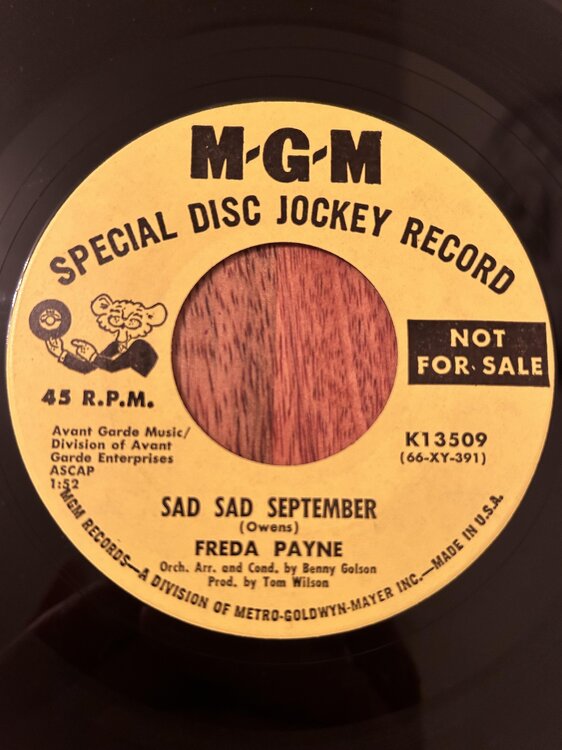 M-G-M
SPECIAL DISC JOCKEY RECORD
NOT
FOR SALE
45 R.P.M.
Avant Garde Music/
Division of Avant
Garde Enterprises
ASCAP
1:52
K13509
(66-XY-391)
SAD SAD SEPTEMBER
(Owens)
FREDA PAYNE
Orch. Arr. and Cond. by Benny Golson
Prod. by Tom Wilson
MGM RECORDS—A DIVISION OF METRO-GOLDWYN-MAYER INC.—MADE IN U.S.A.